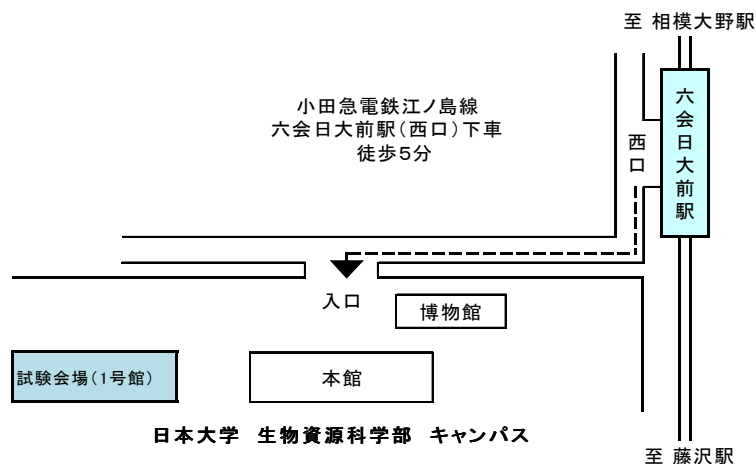 至 相模大野駅
小田急電鉄江ノ島線
六会日大前駅(西口)下車
徒歩5分
六会日大前駅
西口
入口
博物館
試験会場(1号館)
本館
日本大学 生物資源科学部 キャンパス
至 藤沢駅